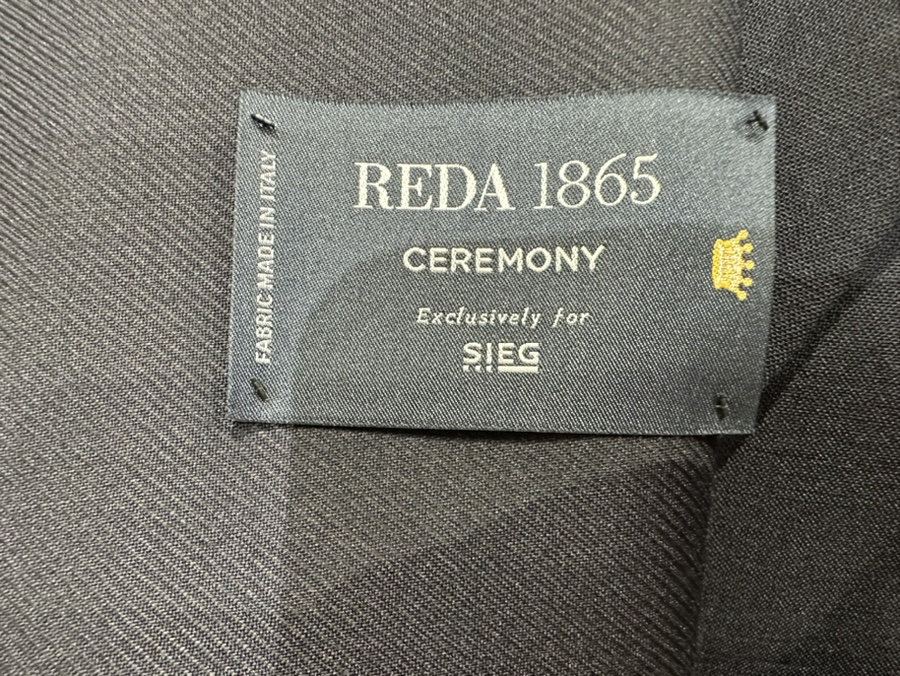 REDA 1865
CEREMONY
Exclusively for
SIEG
FABRIC MADE IN ITALY